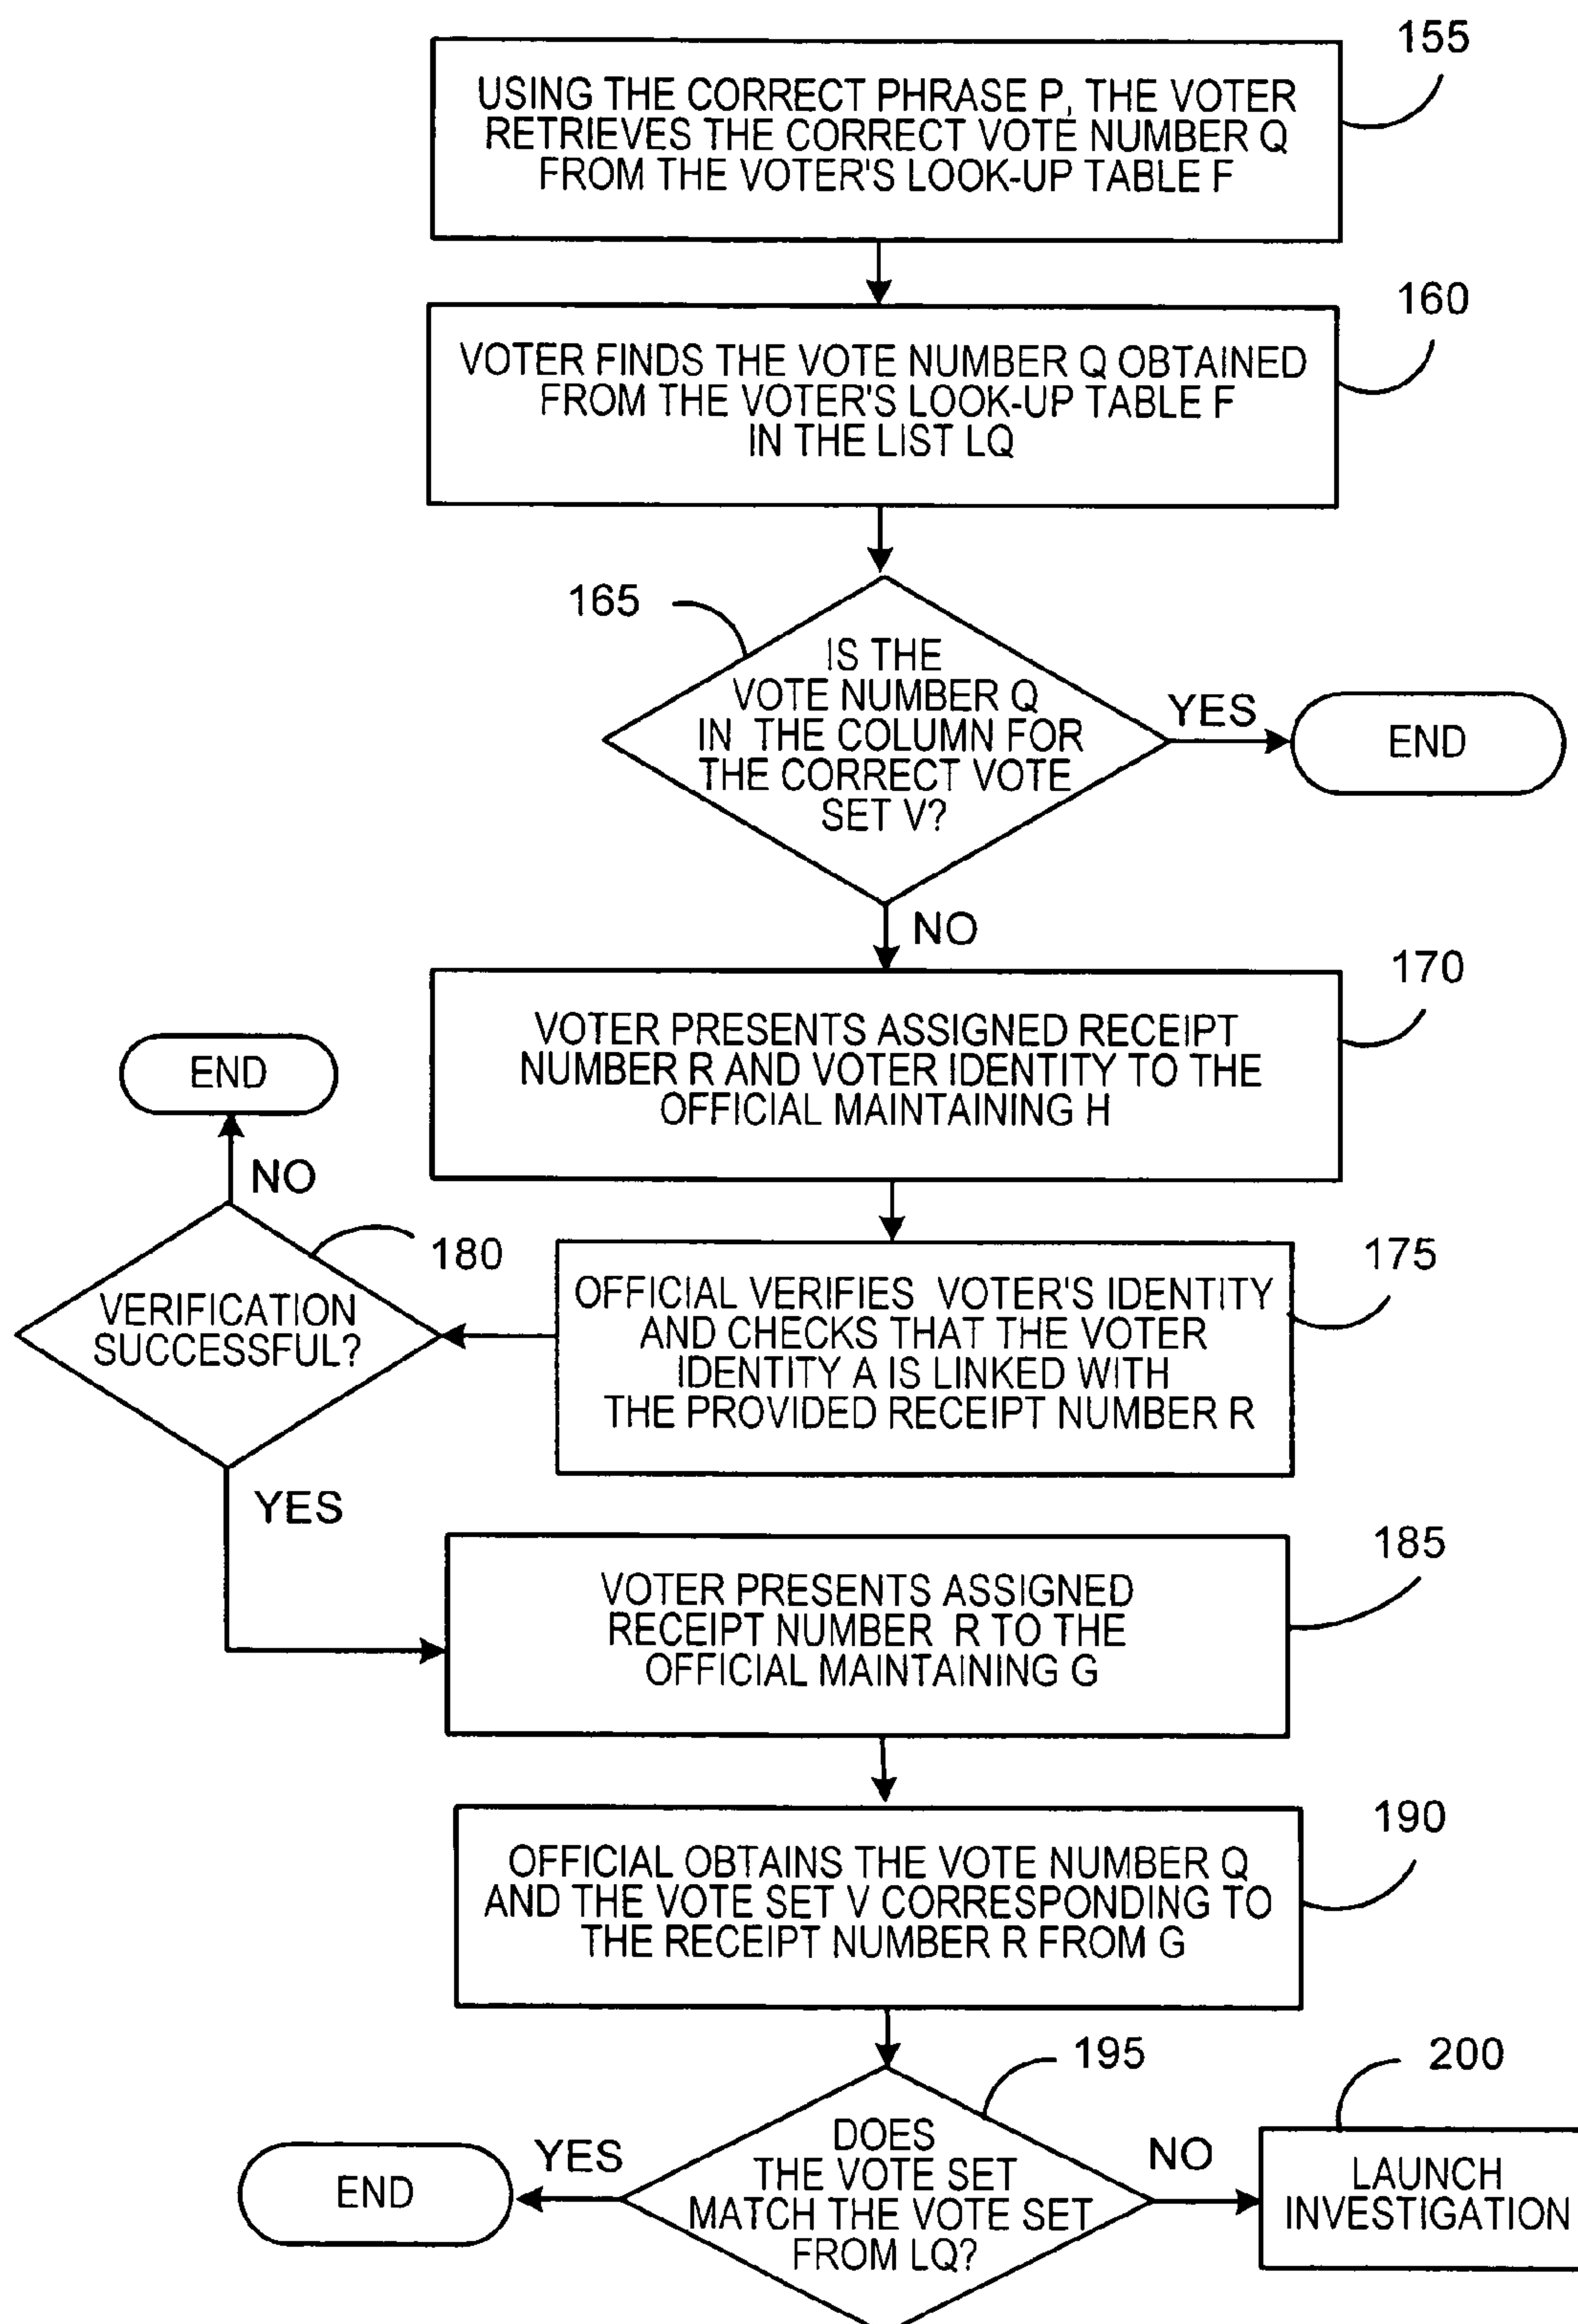 155
USING THE CORRECT PHRASE P, THE VOTER
RETRIEVES THE CORRECT VOTE NUMBER Q
FROM THE VOTER'S LOOK-UP TABLE F
160
VOTER FINDS THE VOTE NUMBER Q OBTAINED
FROM THE VOTER'S LOOK-UP TABLE F
IN THE LIST LQ
165
IS THE
VOTE NUMBER Q
IN THE COLUMN FOR
THE CORRECT VOTE
SET V?
YES
END
NO
170
VOTER PRESENTS ASSIGNED RECEIPT
NUMBER R AND VOTER IDENTITY TO THE
OFFICIAL MAINTAINING H
END
NO
180
VERIFICATION
SUCCESSFUL?
175
OFFICIAL VERIFIES VOTER'S IDENTITY
AND CHECKS THAT THE VOTER
IDENTITY A IS LINKED WITH
THE PROVIDED RECEIPT NUMBER R
YES
185
VOTER PRESENTS ASSIGNED
RECEIPT NUMBER R TO THE
OFFICIAL MAINTAINING G
190
OFFICIAL OBTAINS THE VOTE NUMBER Q
AND THE VOTE SET V CORRESPONDING TO
THE RECEIPT NUMBER R FROM G
195
DOES
THE VOTE SET
MATCH THE VOTE SET
FROM LQ?
YES
END
NO
200
LAUNCH
INVESTIGATION